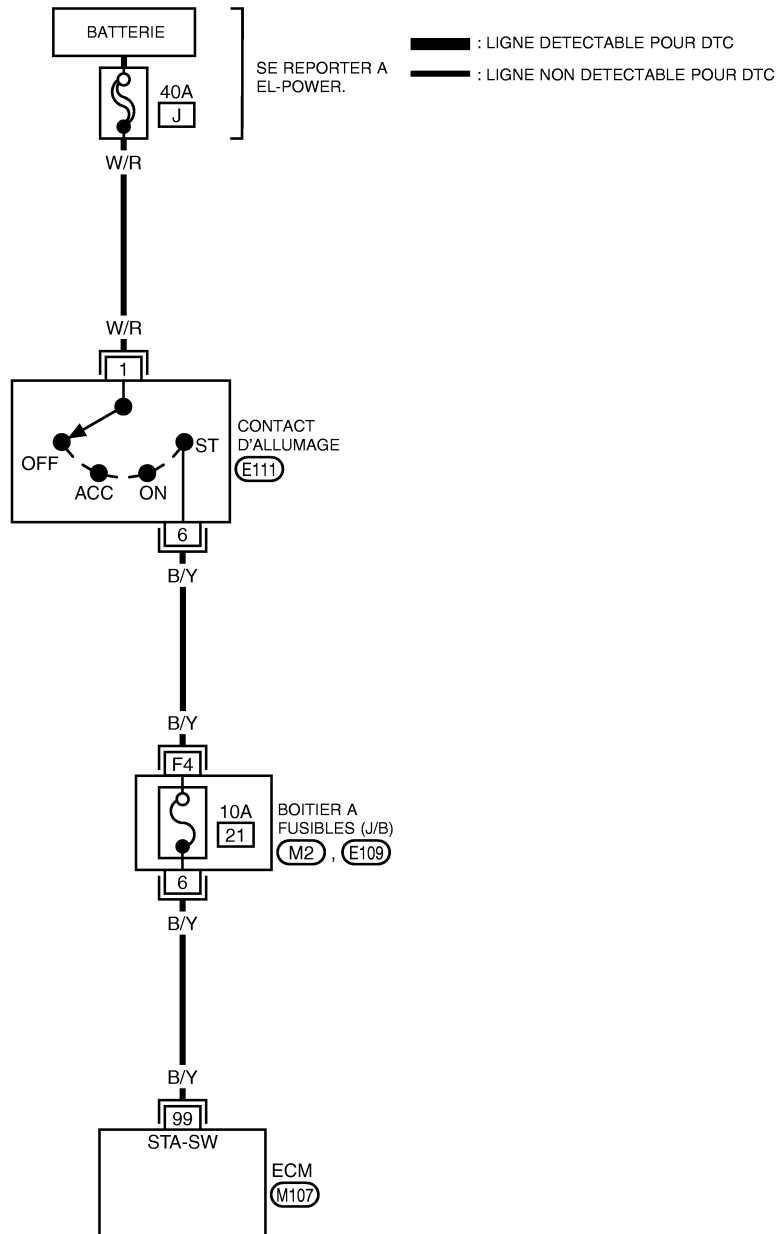 BATTERIE
40A
J
SE REPORTER A
EL-POWER.
: LIGNE DETECTABLE POUR DTC
: LIGNE NON DETECTABLE POUR DTC
W/R
W/R
1
OFF
ACC
ON
ST
CONTACT
D'ALLUMAGE
E111
6
B/Y
B/Y
F4
10A
21
BOITIER A
FUSIBLES (J/B)
M2 , E109
6
B/Y
B/Y
99
STA-SW
ECM
M107